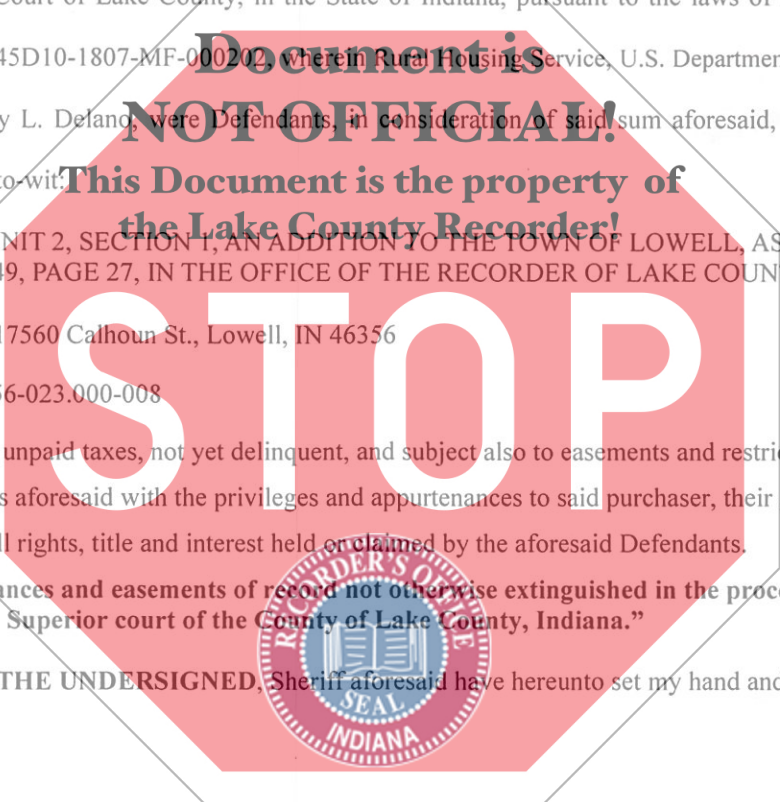 Court of Lake County, in the State of Indiana, pursuant to the laws of
45D10-1807-MF-000202, wherein Rural Housing Service, U.S. Departmen
Document is
y L. Delano, were Defendants, in consideration of said sum aforesaid,
NOT OFFICIAL!
to-wit:
This Document is the property of
the Lake County Recorder!
NIT 2, SECTION 1, AN ADDITION TO THE TOWN OF LOWELL, AS
49, PAGE 27, IN THE OFFICE OF THE RECORDER OF LAKE COUN
17560 Calhoun St., Lowell, IN 46356
56-023.000-008
STOP
unpaid taxes, not yet delinquent, and subject also to easements and restri
s aforesaid with the privileges and appurtenances to said purchaser, their
l rights, title and interest held or claimed by the aforesaid Defendants.
ances and easements of record not otherwise extinguished in the proc
Superior court of the County of Lake County, Indiana.”
THE UNDERSIGNED, Sheriff aforesaid have hereunto set my hand and
RECORDER'S OFFICE
SEAL
INDIANA